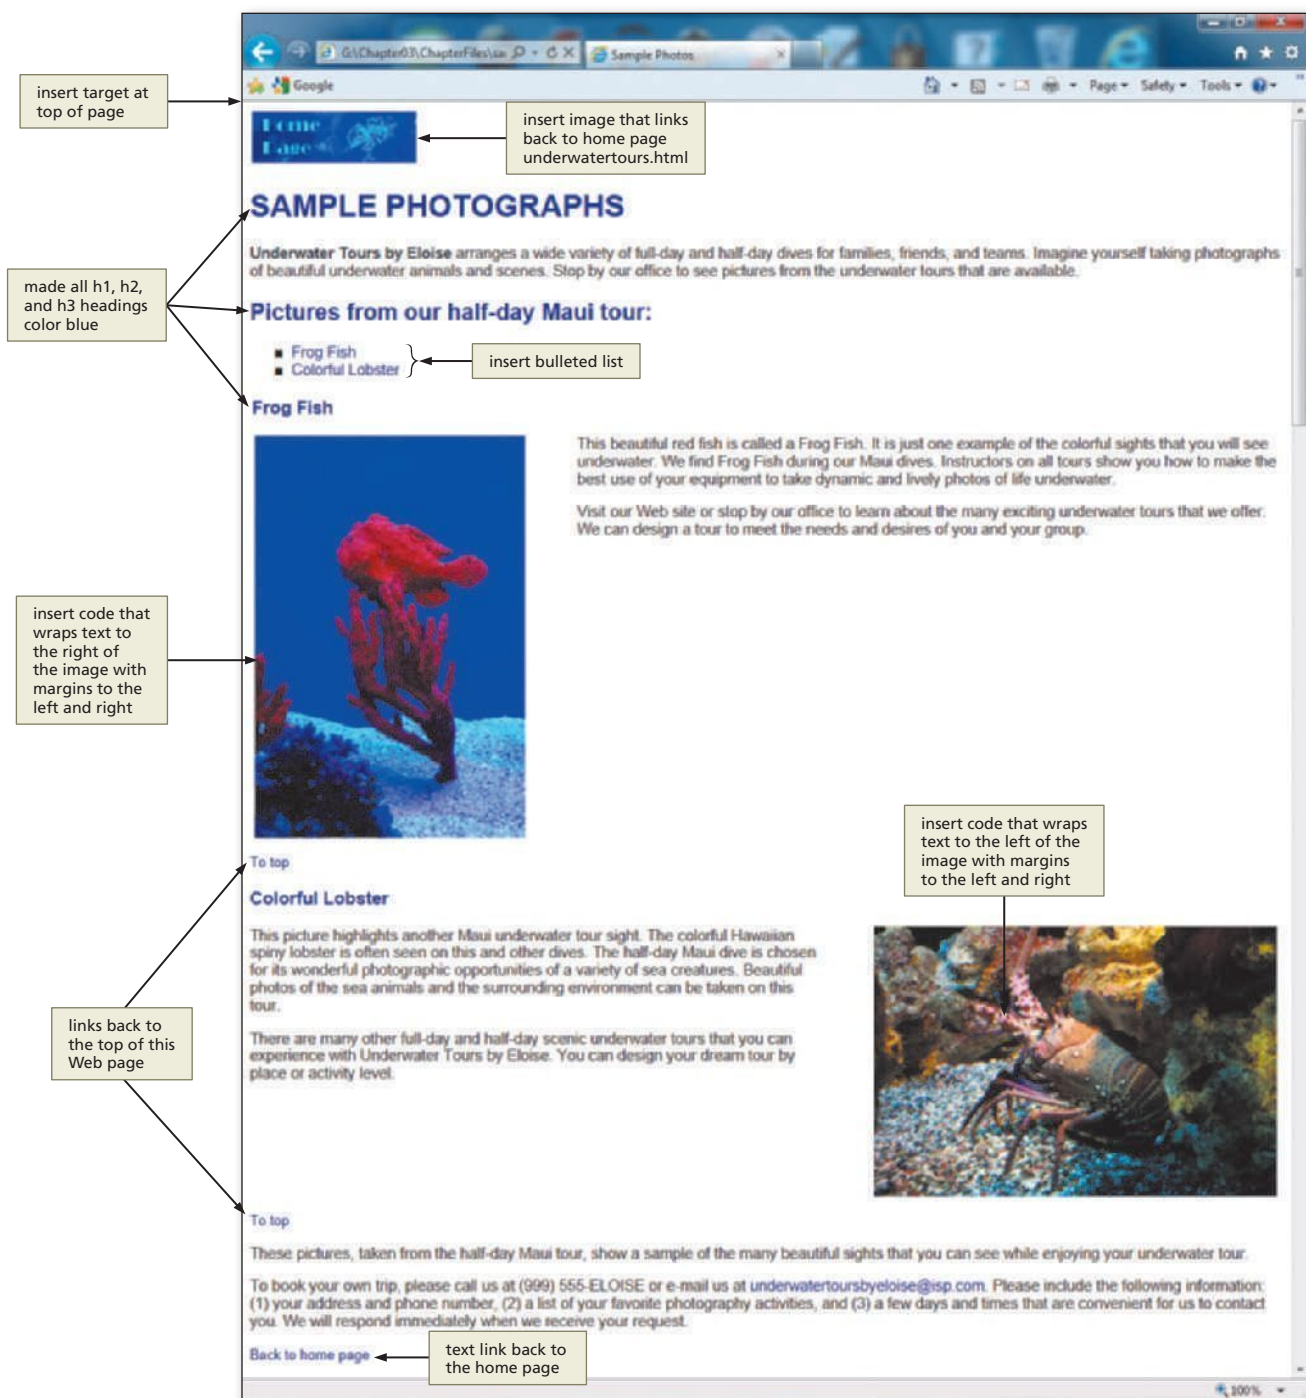 G:\Chapter03\ChapterFiles\sa
Sample Photos
Google
Page
Safety
Tools
insert target at
top of page
Home
Page
insert image that links
back to home page
underwatertours.html
SAMPLE PHOTOGRAPHS
Underwater Tours by Eloise arranges a wide variety of full-day and half-day dives for families, friends, and teams. Imagine yourself taking photographs
of beautiful underwater animals and scenes. Stop by our office to see pictures from the underwater tours that are available.
made all h1, h2,
and h3 headings
color blue
Pictures from our half-day Maui tour:
Frog Fish
Colorful Lobster
insert bulleted list
Frog Fish
This beautiful red fish is called a Frog Fish. It is just one example of the colorful sights that you will see
underwater. We find Frog Fish during our Maui dives. Instructors on all tours show you how to make the
best use of your equipment to take dynamic and lively photos of life underwater.
Visit our Web site or stop by our office to learn about the many exciting underwater tours that we offer.
We can design a tour to meet the needs and desires of you and your group.
insert code that
wraps text to
the right of
the image with
margins to the
left and right
insert code that wraps
text to the left of the
image with margins
to the left and right
To top
Colorful Lobster
This picture highlights another Maui underwater tour sight. The colorful Hawaiian
spiny lobster is often seen on this and other dives. The half-day Maui dive is chosen
for its wonderful photographic opportunities of a variety of sea creatures. Beautiful
photos of the sea animals and the surrounding environment can be taken on this
tour.
There are many other full-day and half-day scenic underwater tours that you can
experience with Underwater Tours by Eloise. You can design your dream tour by
place or activity level.
links back to
the top of this
Web page
To top
These pictures, taken from the half-day Maui tour, show a sample of the many beautiful sights that you can see while enjoying your underwater tour.
To book your own trip, please call us at (999) 555-ELOISE or e-mail us at underwatertoursbyeloise@isp.com. Please include the following information:
(1) your address and phone number, (2) a list of your favorite photography activities, and (3) a few days and times that are convenient for us to contact
you. We will respond immediately when we receive your request.
Back to home page
text link back to
the home page
100%